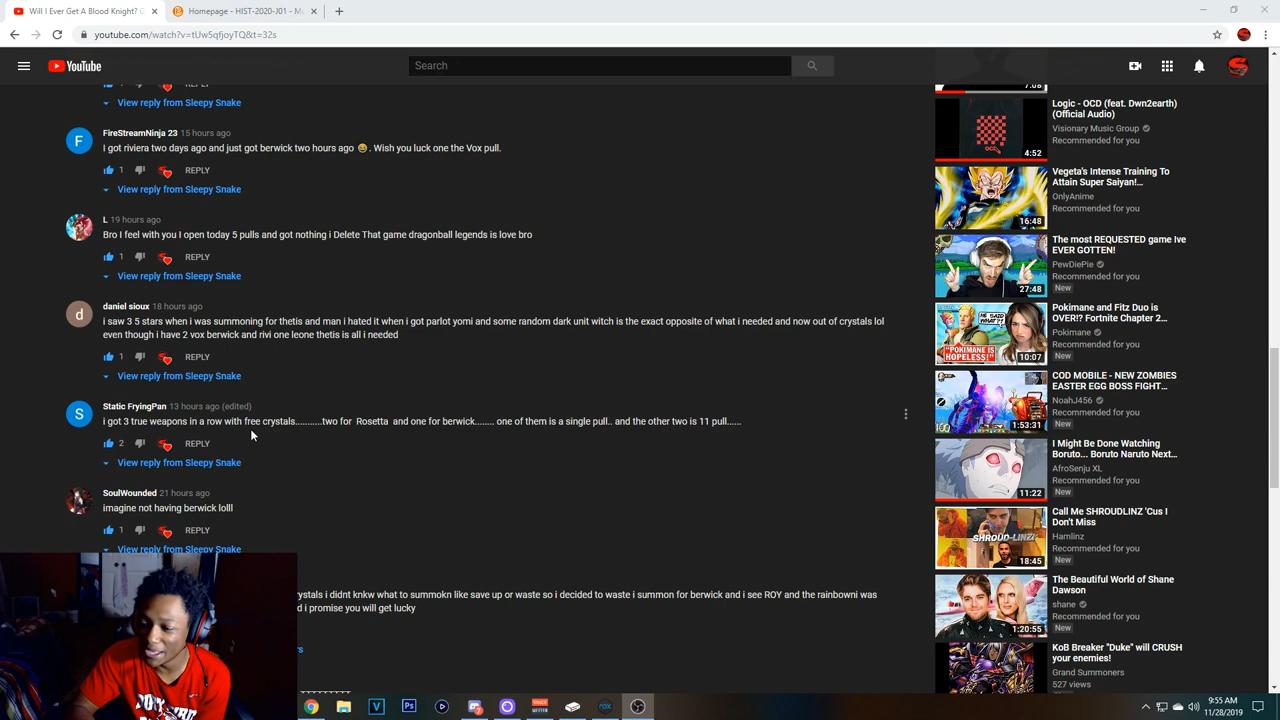 Will I Ever Get A Blood Knight? G
Homepage - HIST-2020-J01 - M
youtube.com/watch?v=tUw5qfjoyTQ&t=32s
YouTube
Search
REPLY
View reply from Sleepy Snake
FireStreamNinja 23 15 hours ago
I got riviera two days ago and just got berwick two hours ago 😅. Wish you luck one the Vox pull.
1 REPLY
View reply from Sleepy Snake
L 19 hours ago
Bro I feel with you I open today 5 pulls and got nothing i Delete That game dragonball legends is love bro
1 REPLY
View reply from Sleepy Snake
daniel sioux 18 hours ago
i saw 3 5 stars when i was summoning for thetis and man i hated it when i got parlot yomi and some random dark unit witch is the exact opposite of what i needed and now out of crystals lol
even though i have 2 vox berwick and rivi one leone thetis is all i needed
1 REPLY
View reply from Sleepy Snake
Static FryingPan 13 hours ago (edited)
i got 3 true weapons in a row with free crystals...........two for Rosetta and one for berwick........ one of them is a single pull.. and the other two is 11 pull......
2 REPLY
View reply from Sleepy Snake
SoulWounded 21 hours ago
imagine not having berwick lolll
1 REPLY
View reply from Sleepy Snake
rystals i didnt knkw what to summokn like save up or waste so i decided to waste i summon for berwick and i see ROY and the rainbowni was
d i promise you will get lucky
rs
7:08
Logic - OCD (feat. Dwn2earth)
(Official Audio)
Visionary Music Group
OCD
4:52
Vegeta's Intense Training To
Attain Super Saiyan!...
OnlyAnime
Recommended for you
16:48
The most REQUESTED game Ive
EVER GOTTEN!
PewDiePie
Recommended for you
New
27:48
Pokimane and Fitz Duo is
OVER!? Fortnite Chapter 2...
Pokimane
Recommended for you
New
HE SAID WHAT?!
"POKIMANE IS HOPELESS!"
10:07
COD MOBILE - NEW ZOMBIES
EASTER EGG BOSS FIGHT...
NoahJ456
Recommended for you
New
1:53:31
I Might Be Done Watching
Boruto... Boruto Naruto Next...
AfroSenju XL
Recommended for you
New
11:22
Call Me SHROUDLINZ 'Cus I
Don't Miss
Hamlinz
Recommended for you
New
SHROUD-LINZ!
18:45
The Beautiful World of Shane
Dawson
shane
Recommended for you
New
1:20:55
KoB Breaker "Duke" will CRUSH
your enemies!
Grand Summoners
527 views
9:55 AM
11/28/2019